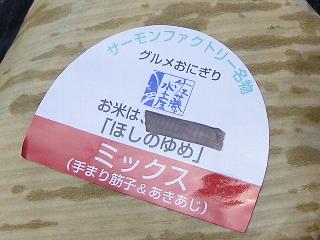 サーモンファクトリー名物
グルメおにぎり
佐藤水産
お米は、
「ほしのゆめ」
ミックス
(手まり筋子&あきあじ)